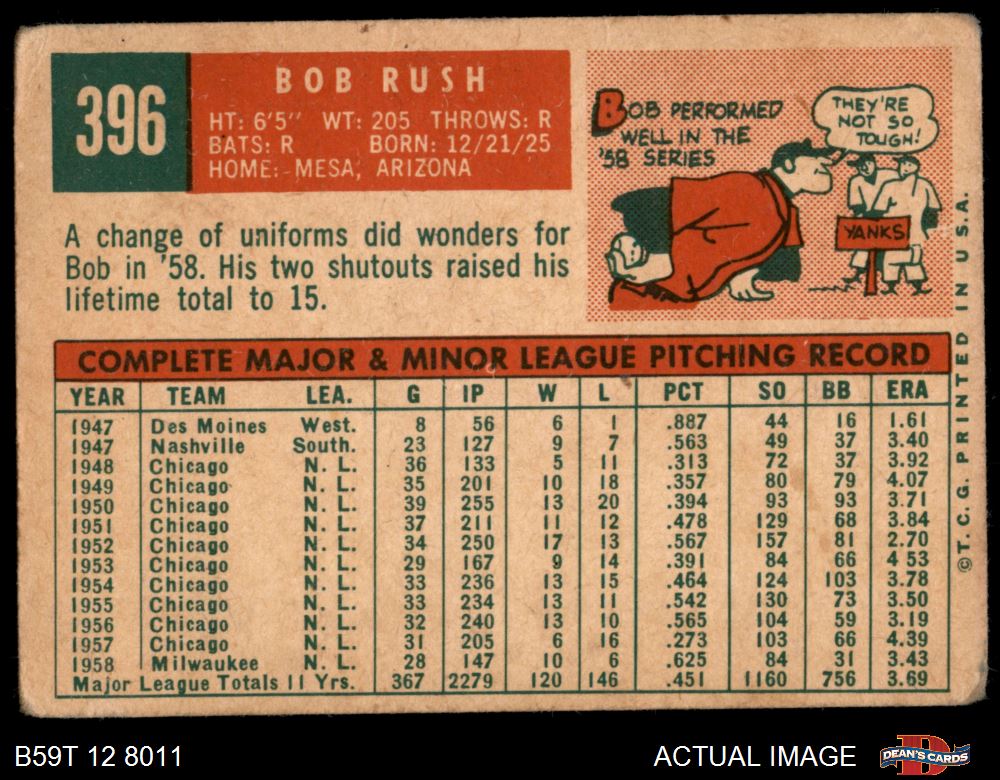 396
BOB RUSH
HT: 6'5" WT: 205 THROWS: R
BATS: R BORN: 12/21/25
HOME: MESA, ARIZONA
BOB PERFORMED
WELL IN THE
'58 SERIES
THEY'RE
NOT SO
TOUGH!
YANKS
A change of uniforms did wonders for
Bob in '58. His two shutouts raised his
lifetime total to 15.
COMPLETE MAJOR & MINOR LEAGUE PITCHING RECORD
YEAR TEAM LEA. G IP W L PCT SO BB ERA
1947 Des Moines West. 8 56 6 1 .887 44 16 1.61
1947 Nashville South. 23 127 9 7 .563 49 37 3.40
1948 Chicago N. L. 36 133 5 11 .313 72 37 3.92
1949 Chicago N. L. 35 201 10 18 .357 80 79 4.07
1950 Chicago N. L. 39 255 13 20 .394 93 93 3.71
1951 Chicago N. L. 37 211 11 12 .478 129 68 3.84
1952 Chicago N. L. 34 250 17 13 .567 157 81 2.70
1953 Chicago N. L. 29 167 9 14 .391 84 66 4 53
1954 Chicago N. L. 33 236 13 15 .464 124 103 3.78
1955 Chicago N. L. 33 234 13 11 .542 130 73 3.50
1956 Chicago N. L. 32 240 13 10 .565 104 59 3.19
1957 Chicago N. L. 31 205 6 16 .273 103 66 4.39
1958 Milwaukee N. L. 28 147 10 6 .625 84 31 3.43
Major League Totals 11 Yrs. 367 2279 120 146 .451 1160 756 3.69
©T. C. G. PRINTED IN U.S.A.
B59T 12 8011
ACTUAL IMAGE
D
DEAN'S CARDS